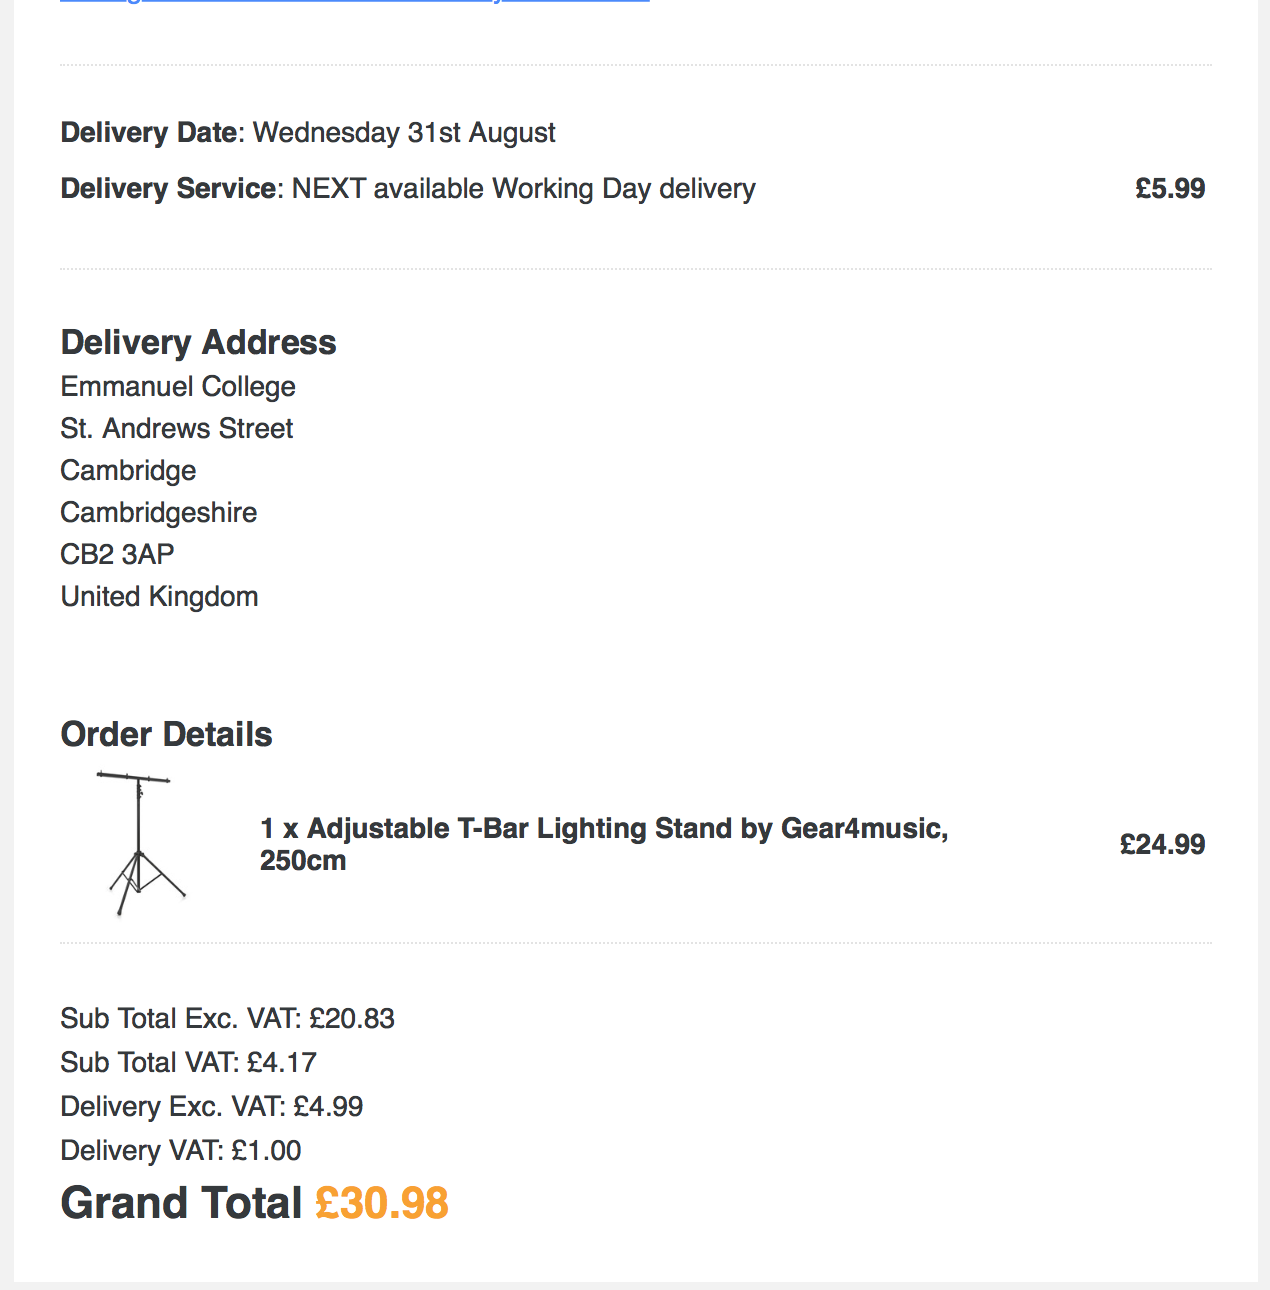 Delivery Date: Wednesday 31st August
Delivery Service: NEXT available Working Day delivery £5.99
Delivery Address
Emmanuel College
St. Andrews Street
Cambridge
Cambridgeshire
CB2 3AP
United Kingdom
Order Details
1 x Adjustable T-Bar Lighting Stand by Gear4music,
250cm
£24.99
Sub Total Exc. VAT: £20.83
Sub Total VAT: £4.17
Delivery Exc. VAT: £4.99
Delivery VAT: £1.00
Grand Total £30.98